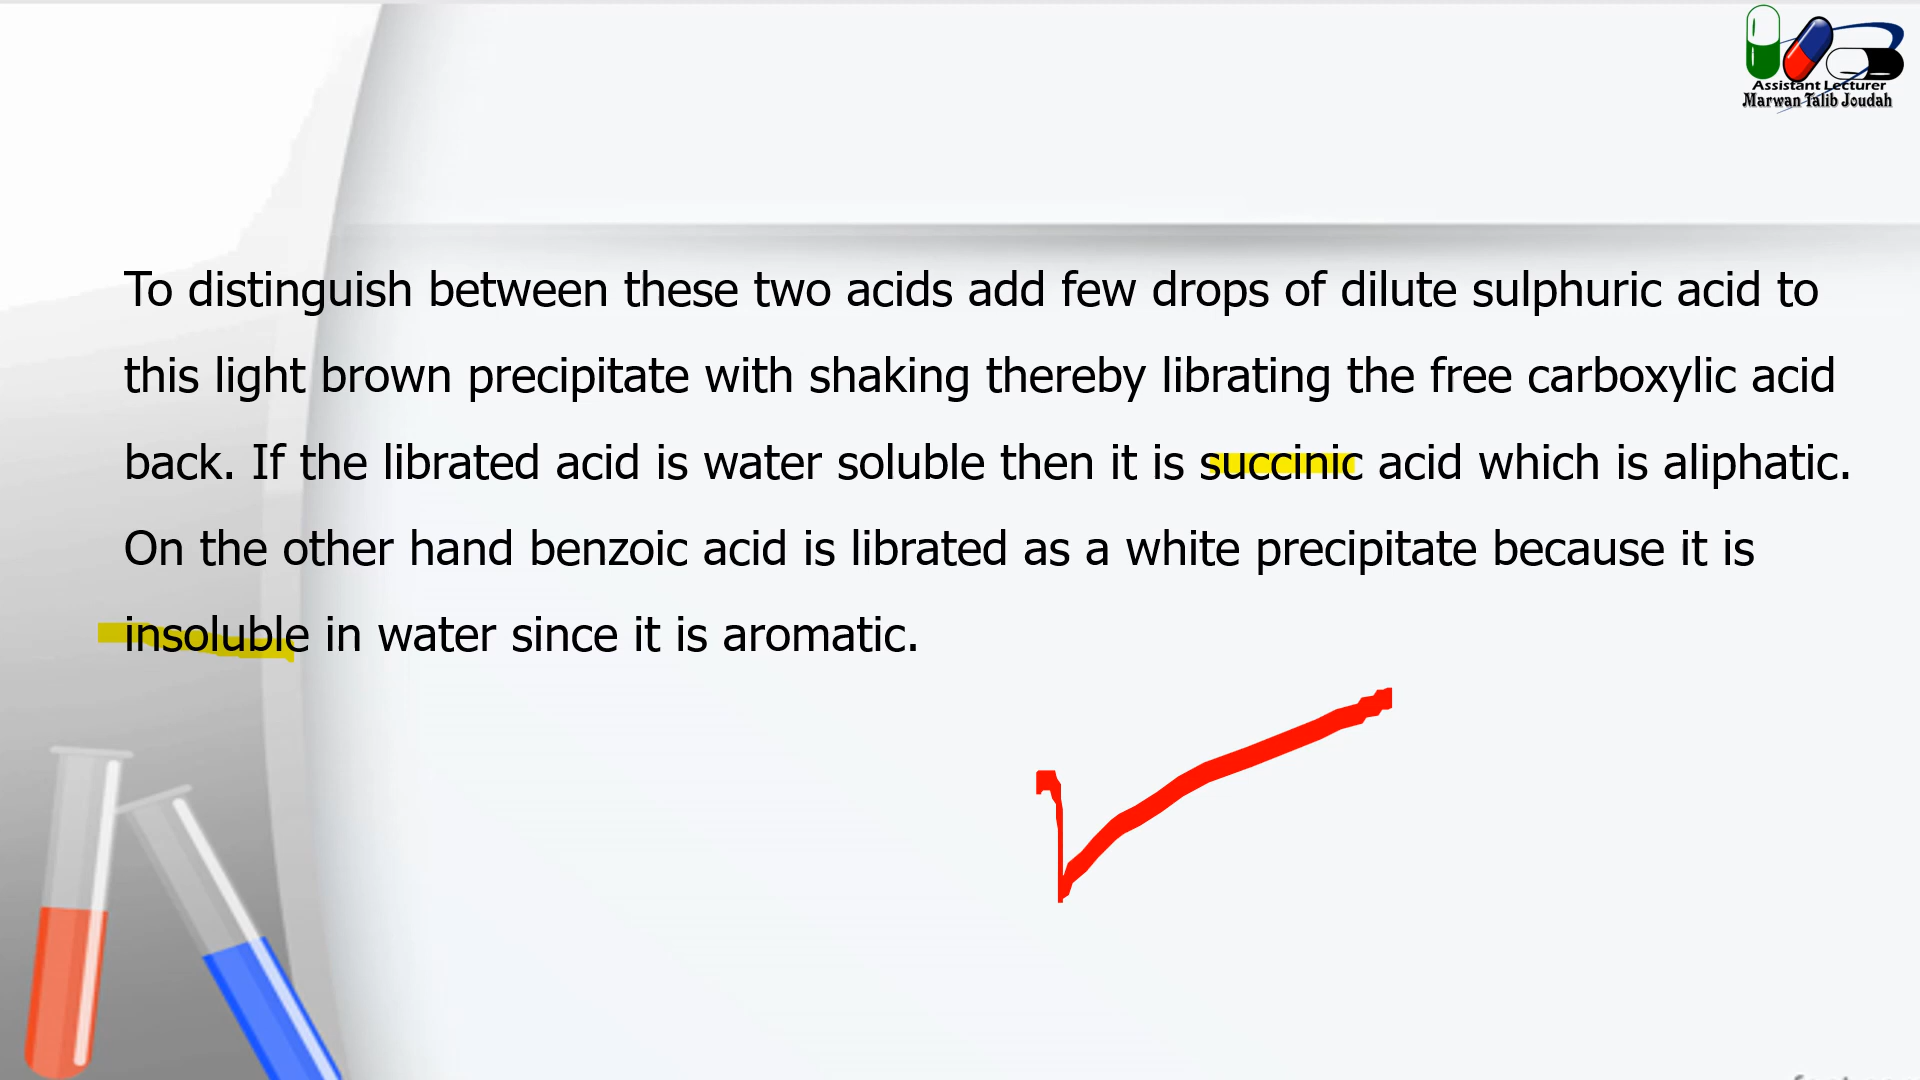 Assistant Lecturer
Marwan Talib Joudah
To distinguish between these two acids add few drops of dilute sulphuric acid to
this light brown precipitate with shaking thereby librating the free carboxylic acid
back. If the librated acid is water soluble then it is succinic acid which is aliphatic.
On the other hand benzoic acid is librated as a white precipitate because it is
insoluble in water since it is aromatic.